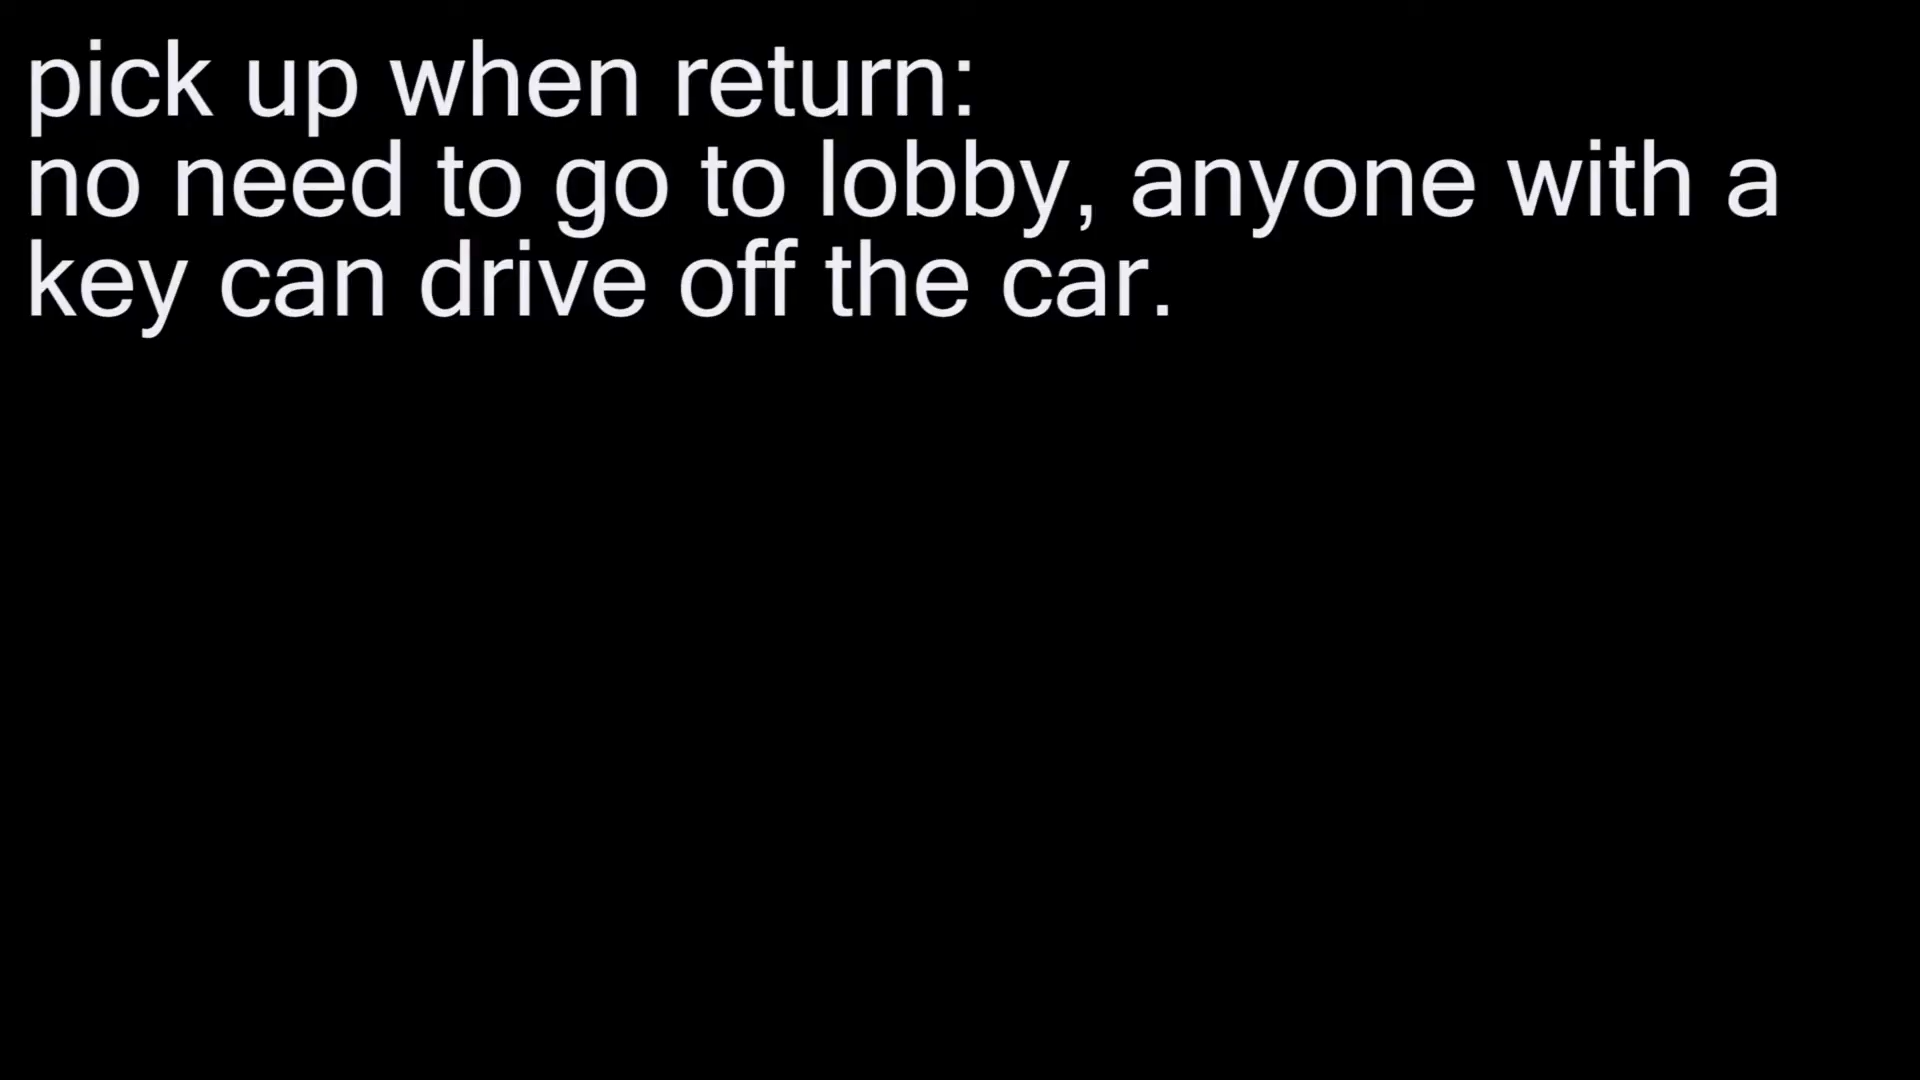 pick up when return:
no need to go to lobby, anyone with a
key can drive off the car.